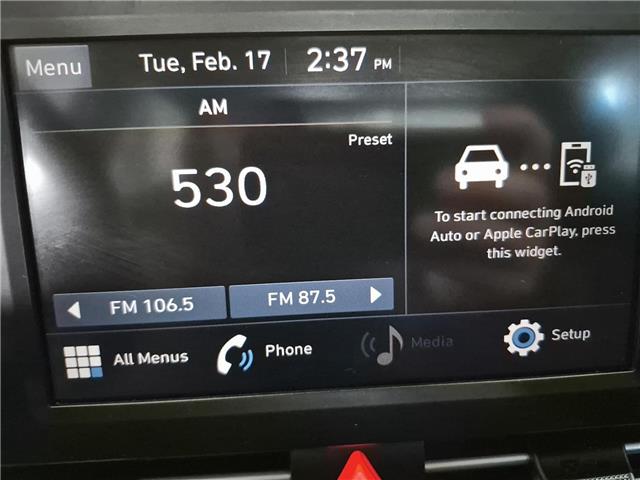 Menu
Tue, Feb. 17
2:37 PM
AM
Preset
530
FM 106.5
FM 87.5
To start connecting Android
Auto or Apple CarPlay, press
this widget.
All Menus
Phone
Media
Setup